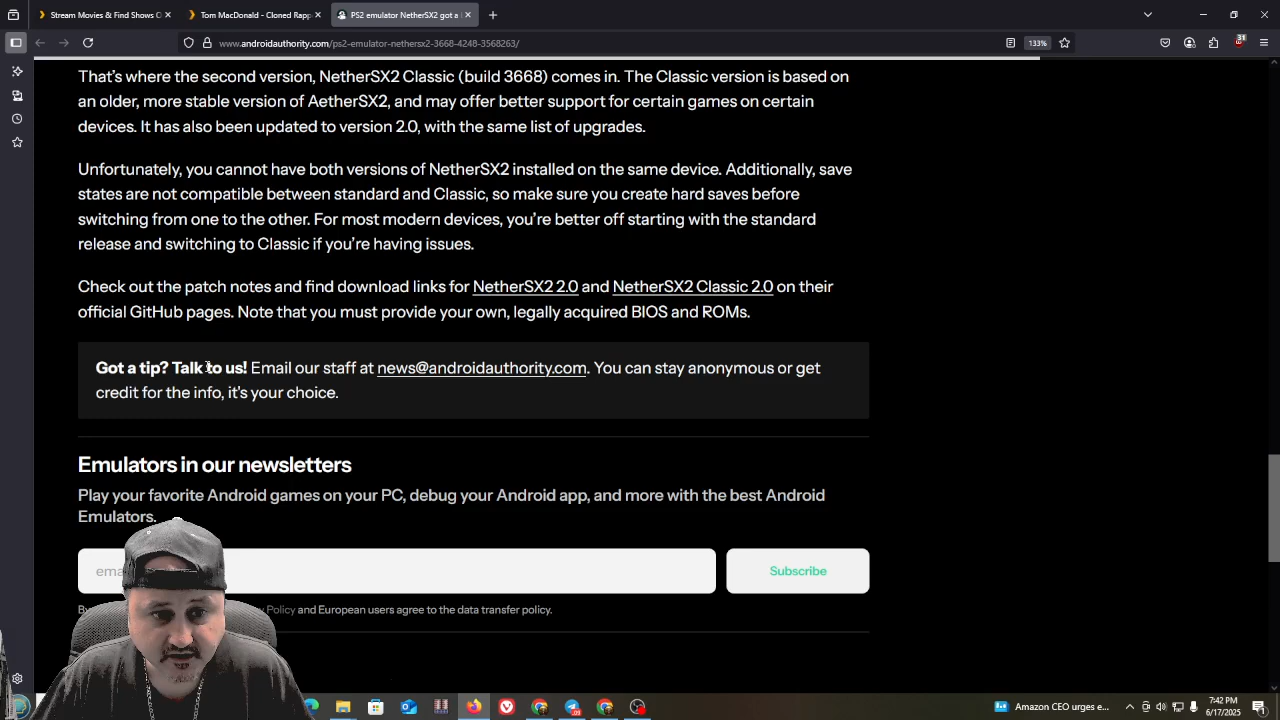 Stream Movies & Find Shows O
Tom MacDonald - Cloned Rapp
PS2 emulator NetherSX2 got a
www.androidauthority.com/ps2-emulator-nethersx2-3668-4248-3568263/
133%
31
That's where the second version, NetherSX2 Classic (build 3668) comes in. The Classic version is based on
an older, more stable version of AetherSX2, and may offer better support for certain games on certain
devices. It has also been updated to version 2.0, with the same list of upgrades.
Unfortunately, you cannot have both versions of NetherSX2 installed on the same device. Additionally, save
states are not compatible between standard and Classic, so make sure you create hard saves before
switching from one to the other. For most modern devices, you're better off starting with the standard
release and switching to Classic if you're having issues.
Check out the patch notes and find download links for NetherSX2 2.0 and NetherSX2 Classic 2.0 on their
official GitHub pages. Note that you must provide your own, legally acquired BIOS and ROMs.
Got a tip? Talk to us! Email our staff at news@androidauthority.com. You can stay anonymous or get
credit for the info, it's your choice.
Emulators in our newsletters
Play your favorite Android games on your PC, debug your Android app, and more with the best Android
Emulators.
ema
Subscribe
Policy and European users agree to the data transfer policy.
Amazon CEO urges e...
7:42 PM
6/17/2025